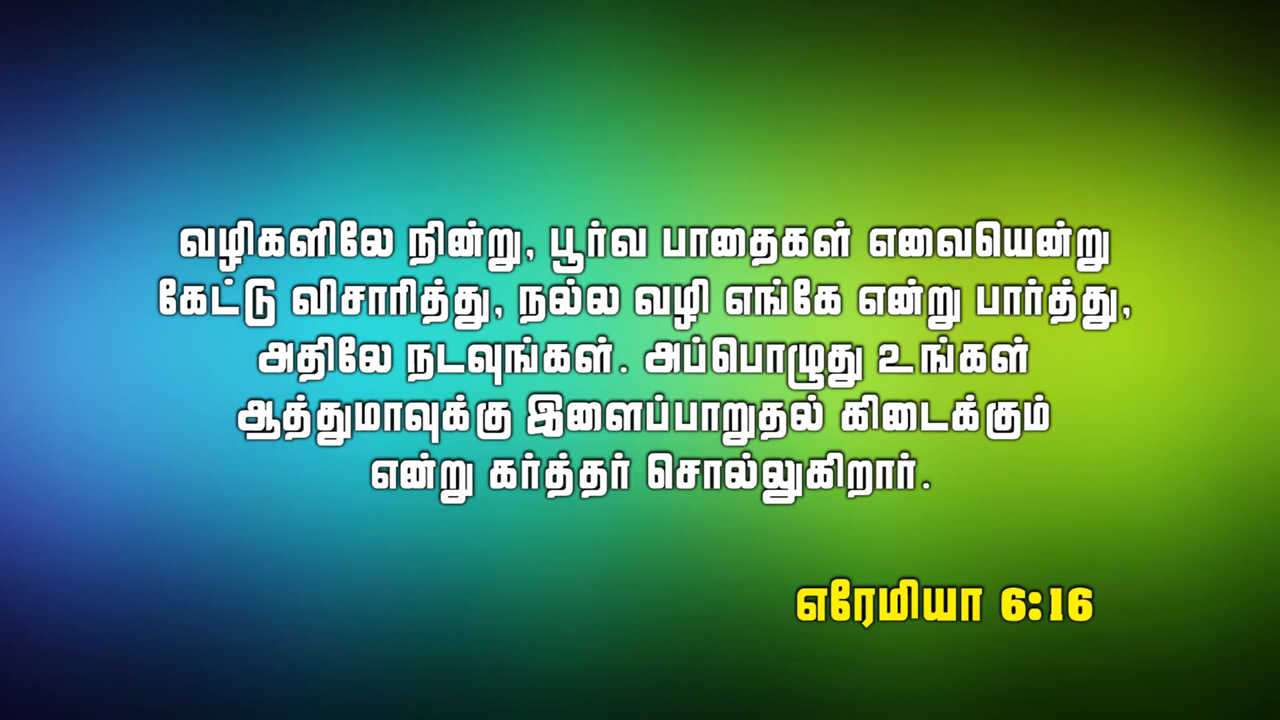 வழிகளிலே நின்று, பூர்வ பாதைகள் எவையென்று
கேட்டு விசாரித்து, நல்ல வழி எங்கே என்று பார்த்து,
அதிலே நடவுங்கள். அப்பொழுது உங்கள்
ஆத்துமாவுக்கு இளைப்பாறுதல் கிடைக்கும்
என்று கர்த்தர் சொல்லுகிறார்.
எரேமியா 6:16